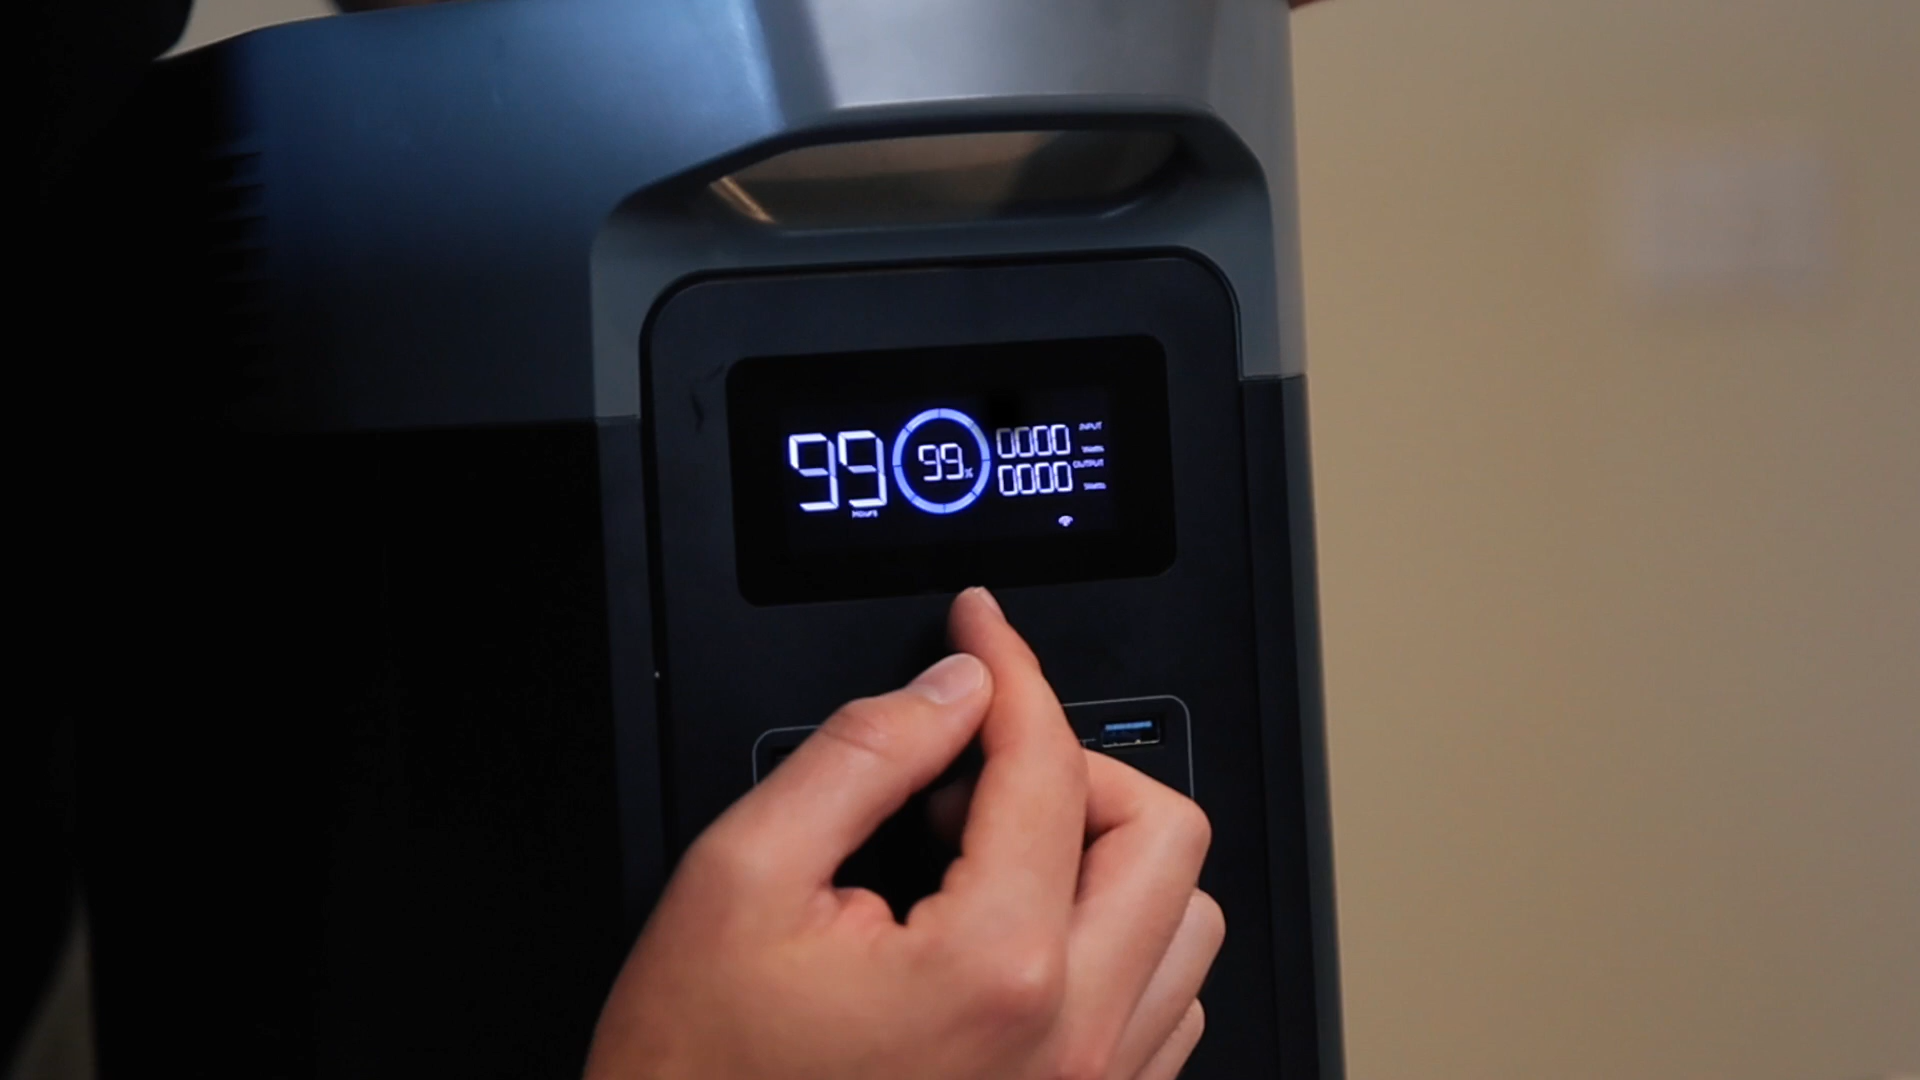 99
Hours
99%
0000 INPUT
Watts
0000 OUTPUT
Watts